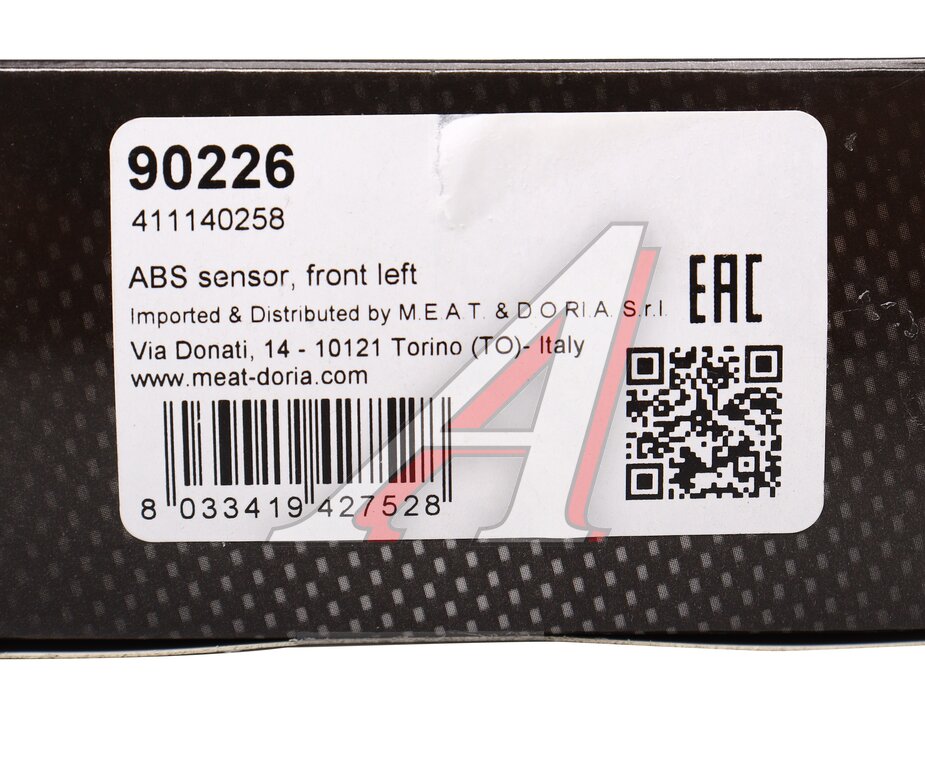 90226
411140258
ABS sensor, front left
Imported & Distributed by M.E.A.T. & D.O.R.I.A. S.r.l.
Via Donati, 14 - 10121 Torino (TO)- Italy
www.meat-doria.com
8 033419 427528
EAC